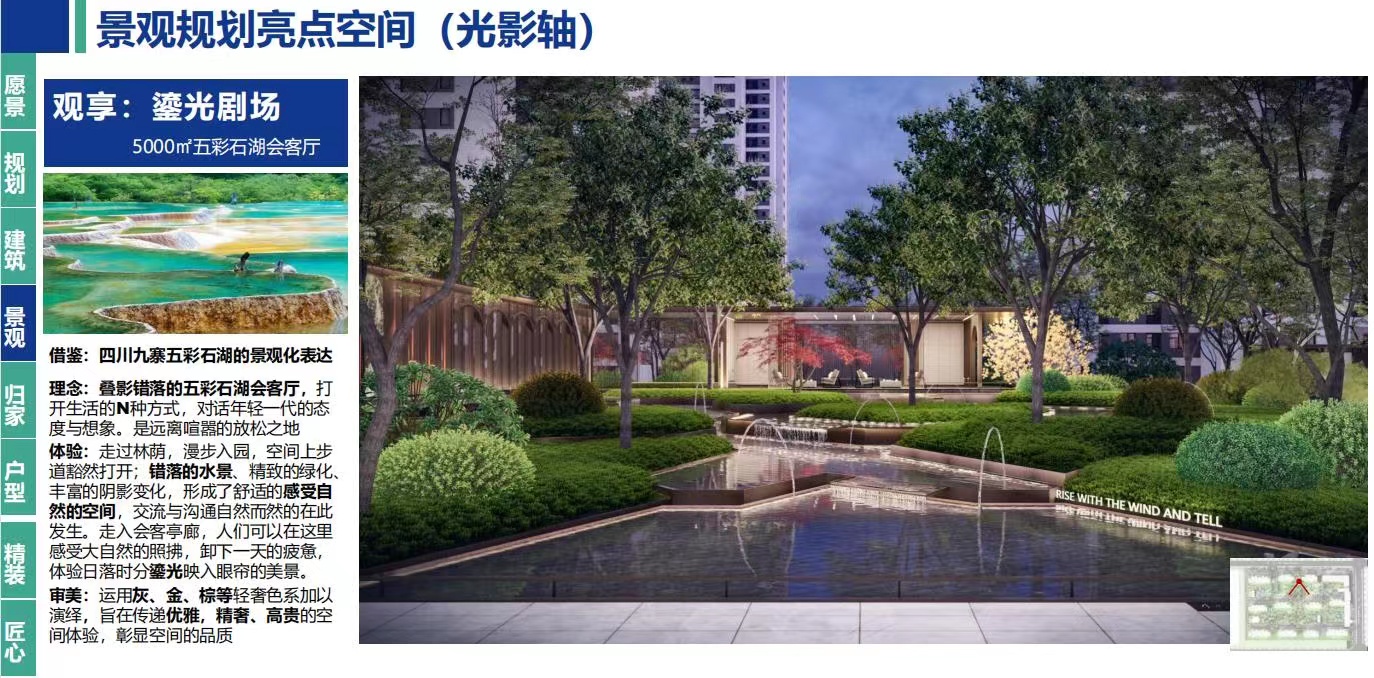 景观规划亮点空间（光影轴）
愿景
规划
建筑
景观
归家
户型
精装
匠心
观享：鎏光剧场
5000㎡五彩石湖会客厅
借鉴：四川九寨五彩石湖的景观化表达
理念：叠影错落的五彩石湖会客厅，打
开生活的N种方式，对话年轻一代的态
度与想象。是远离喧嚣的放松之地
体验：走过林荫，漫步入园，空间上步
道豁然打开；错落的水景、精致的绿化、
丰富的阴影变化，形成了舒适的感受自
然的空间，交流与沟通自然而然的在此
发生。走入会客亭廊，人们可以在这里
感受大自然的照拂，卸下一天的疲惫，
体验日落时分鎏光映入眼帘的美景。
审美：运用灰、金、棕等轻奢色系加以
演绎，旨在传递优雅，精奢、高贵的空
间体验，彰显空间的品质
RISE WITH THE WIND AND TELL